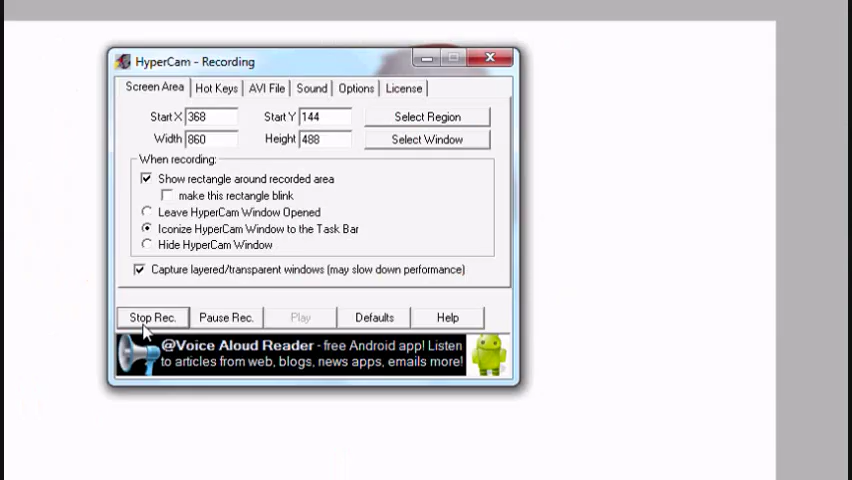 HyperCam - Recording
Screen Area Hot Keys AVI File Sound Options License
Start X 368 Start Y 144 Select Region
Width 860 Height 488 Select Window
When recording:
Show rectangle around recorded area
make this rectangle blink
Leave HyperCam Window Opened
Iconize HyperCam Window to the Task Bar
Hide HyperCam Window
Capture layered/transparent windows (may slow down performance)
Stop Rec. Pause Rec. Play Defaults Help
@Voice Aloud Reader - free Android app! Listen
to articles from web, blogs, news apps, emails more!